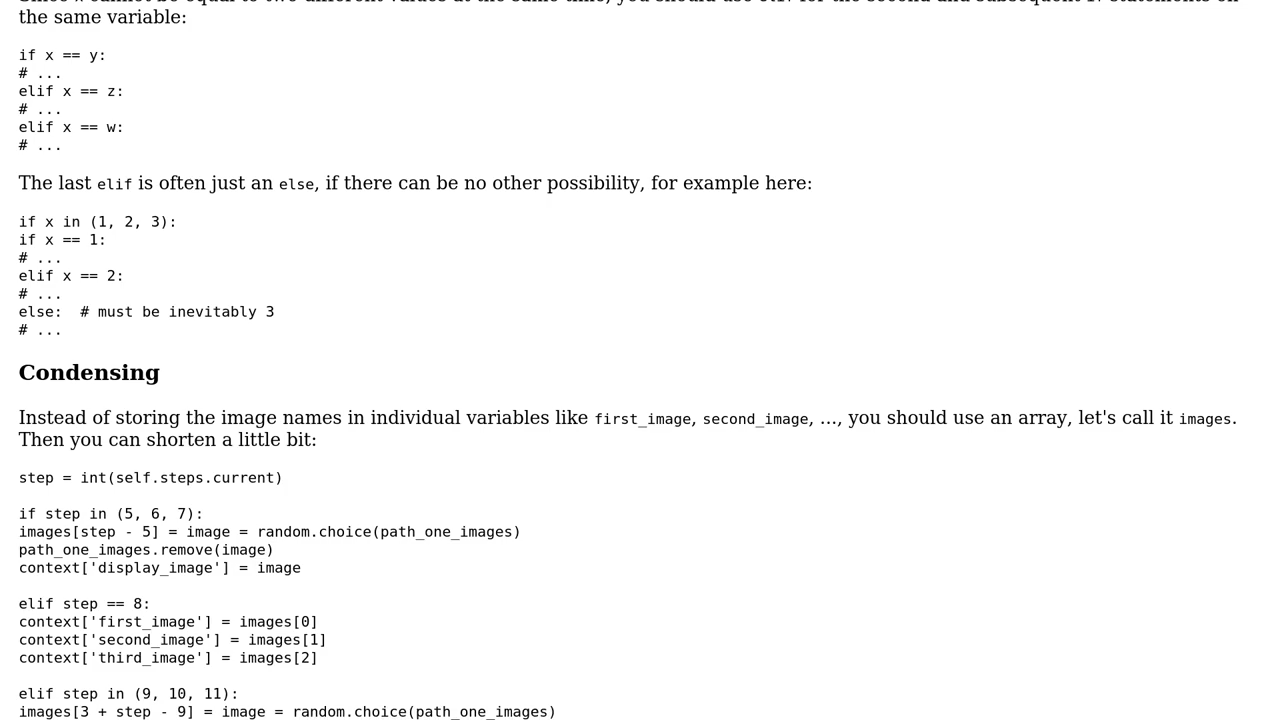 the same variable:
if x == y:
# ...
elif x == z:
# ...
elif x == w:
# ...
The last elif is often just an else, if there can be no other possibility, for example here:
if x in (1, 2, 3):
if x == 1:
# ...
elif x == 2:
# ...
else:  # must be inevitably 3
# ...
Condensing
Instead of storing the image names in individual variables like first_image, second_image, ..., you should use an array, let's call it images.
Then you can shorten a little bit:
step = int(self.steps.current)
if step in (5, 6, 7):
images[step - 5] = image = random.choice(path_one_images)
path_one_images.remove(image)
context['display_image'] = image
elif step == 8:
context['first_image'] = images[0]
context['second_image'] = images[1]
context['third_image'] = images[2]
elif step in (9, 10, 11):
images[3 + step - 9] = image = random.choice(path_one_images)